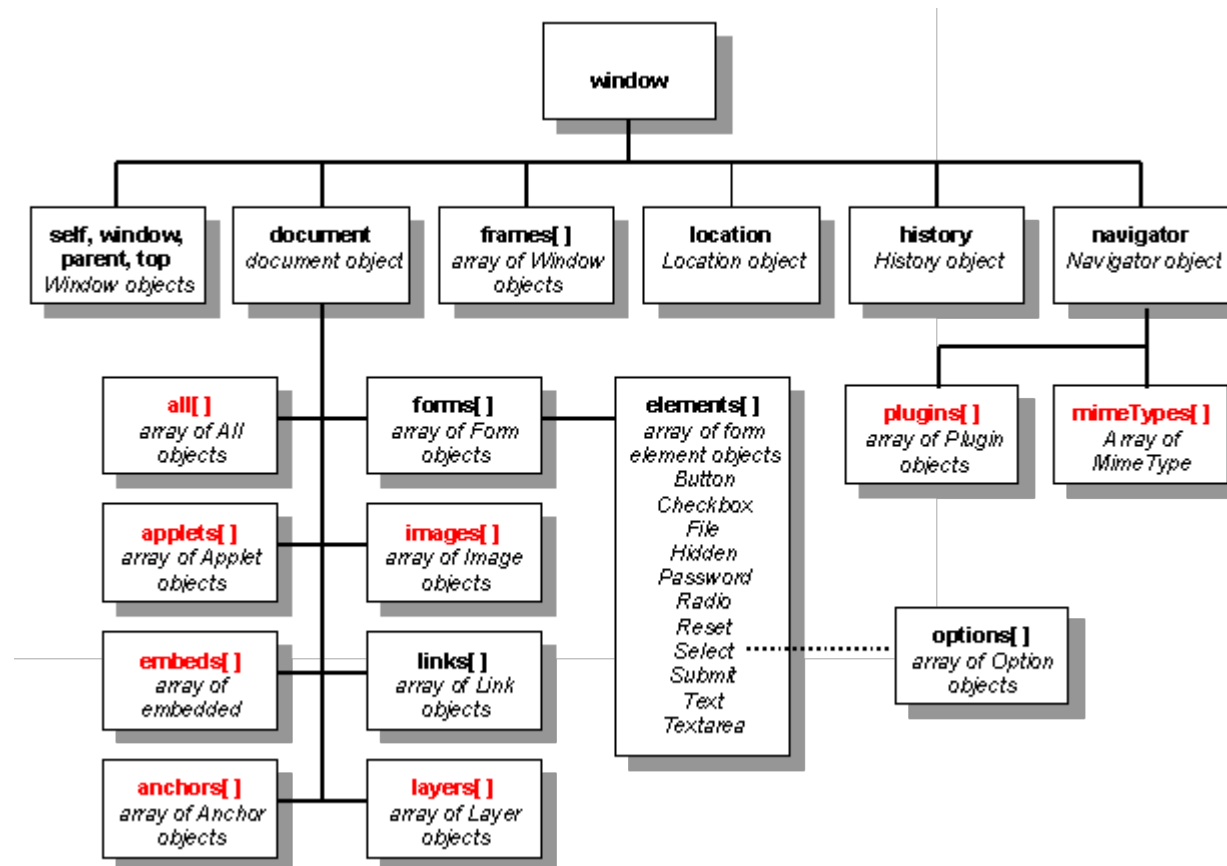 window
self, window,
parent, top
Window objects
document
document object
frames[ ]
array of Window
objects
location
Location object
history
History object
navigator
Navigator object
all[ ]
array of All
objects
forms[ ]
array of Form
objects
elements[ ]
array of form
element objects
Button
Checkbox
File
Hidden
Password
Radio
Reset
Select
Submit
Text
Textarea
plugins[ ]
array of Plugin
objects
mimeTypes[ ]
Array of
MimeType
applets[ ]
array of Applet
objects
images[ ]
array of Image
objects
options[ ]
array of Option
objects
embeds[ ]
array of
embedded
links[ ]
array of Link
objects
anchors[ ]
array of Anchor
objects
layers[ ]
array of Layer
objects